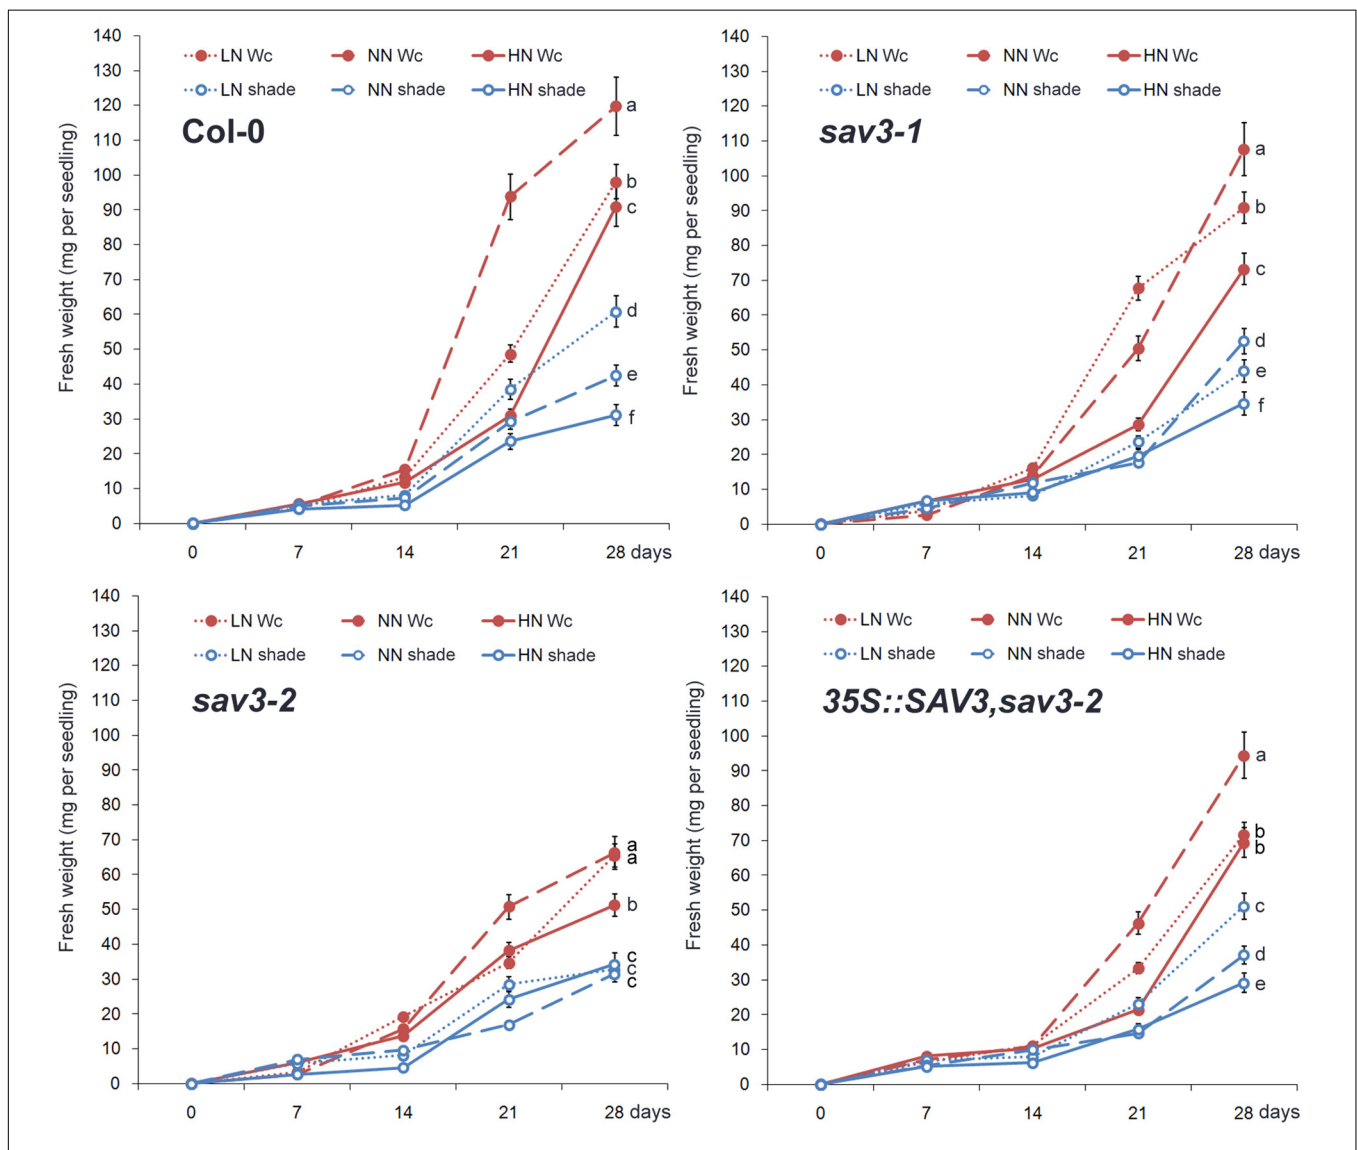 LN Wc NN Wc HN Wc
LN shade NN shade HN shade
Col-0
Fresh weight (mg per seedling)
140
130
120
110
100
90
80
70
60
50
40
30
20
10
0
a
b
c
d
e
f
0 7 14 21 28 days
LN Wc NN Wc HN Wc
LN shade NN shade HN shade
sav3-1
Fresh weight (mg per seedling)
140
130
120
110
100
90
80
70
60
50
40
30
20
10
0
a
b
c
d
e
f
0 7 14 21 28 days
LN Wc NN Wc HN Wc
LN shade NN shade HN shade
sav3-2
Fresh weight (mg per seedling)
140
130
120
110
100
90
80
70
60
50
40
30
20
10
0
a
a
b
c
c
c
0 7 14 21 28 days
LN Wc NN Wc HN Wc
LN shade NN shade HN shade
35S::SAV3,sav3-2
Fresh weight (mg per seedling)
140
130
120
110
100
90
80
70
60
50
40
30
20
10
0
a
b
b
c
d
e
0 7 14 21 28 days